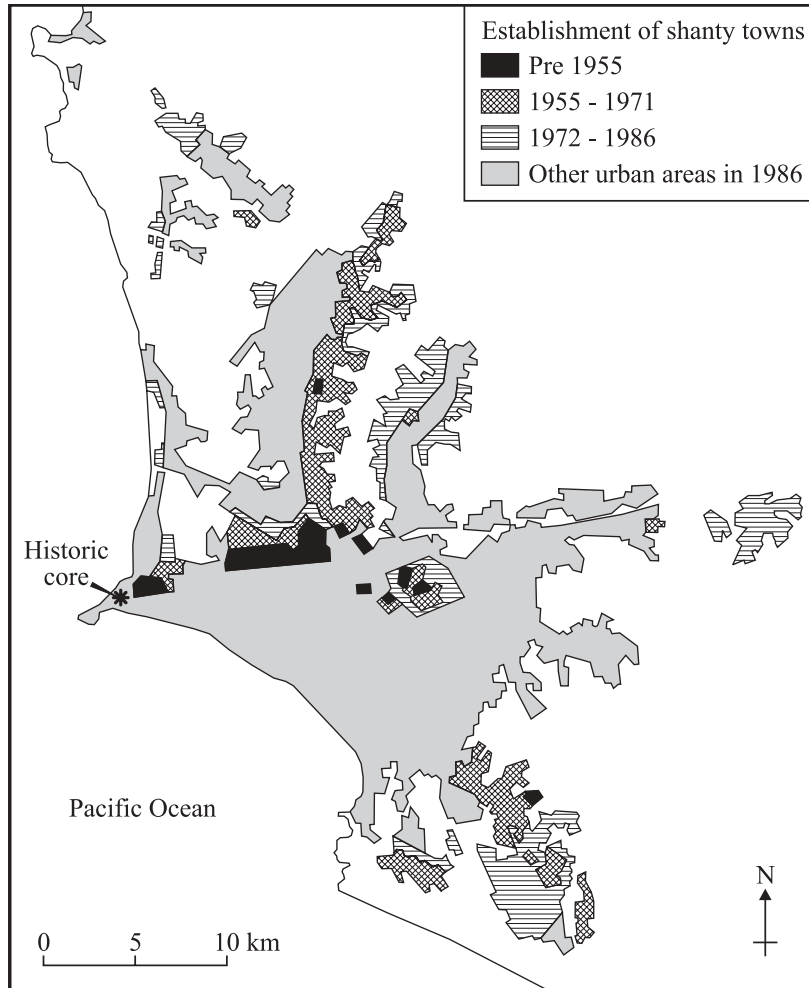 Establishment of shanty towns
Pre 1955
1955 - 1971
1972 - 1986
Other urban areas in 1986
Historic
core
Pacific Ocean
N
0 5 10 km